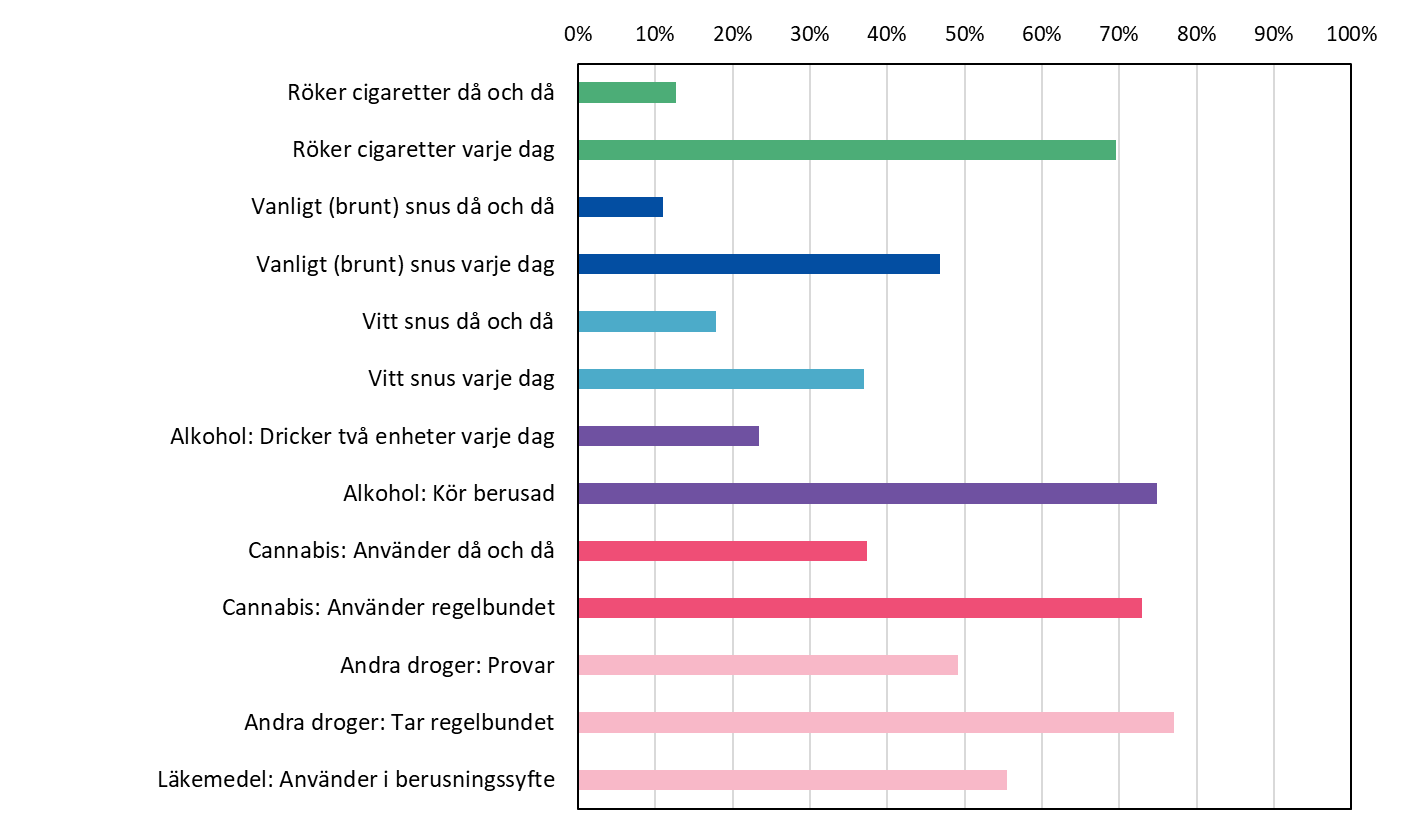 0% 10% 20% 30% 40% 50% 60% 70% 80% 90% 100%
Röker cigaretter då och då
Röker cigaretter varje dag
Vanligt (brunt) snus då och då
Vanligt (brunt) snus varje dag
Vitt snus då och då
Vitt snus varje dag
Alkohol: Dricker två enheter varje dag
Alkohol: Kör berusad
Cannabis: Använder då och då
Cannabis: Använder regelbundet
Andra droger: Provar
Andra droger: Tar regelbundet
Läkemedel: Använder i berusningssyfte